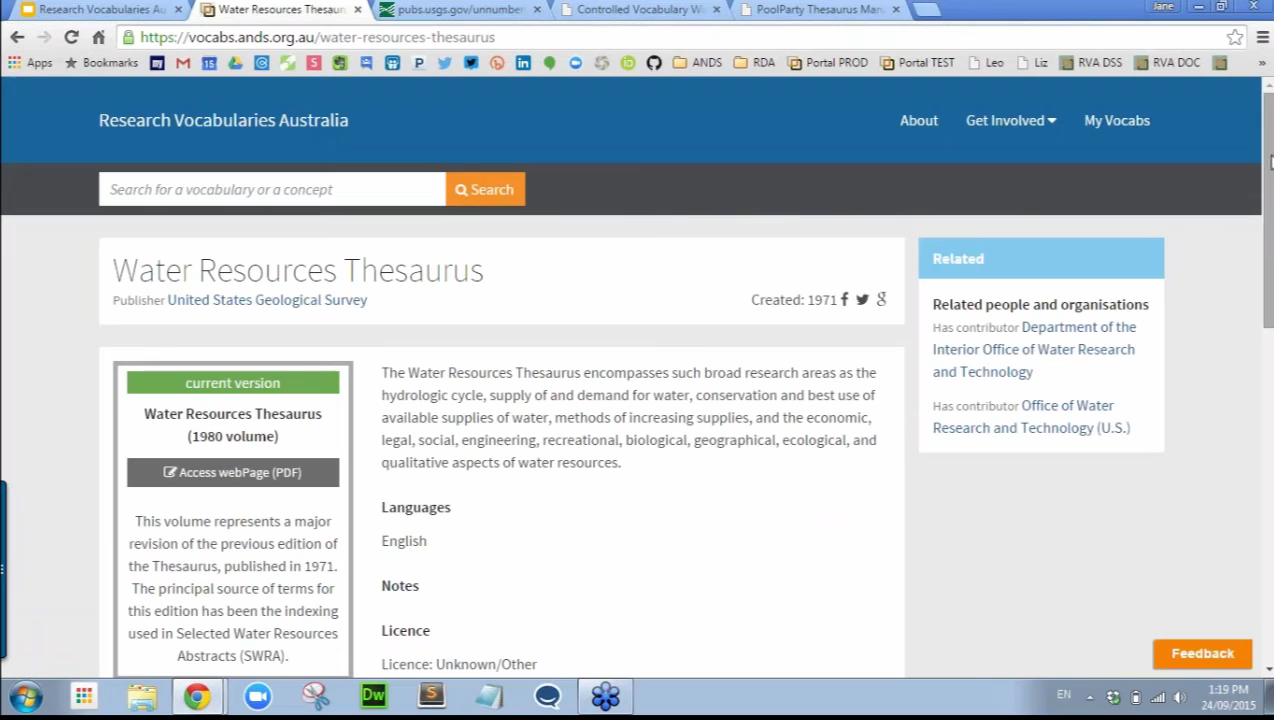 Research Vocabularies Au
Water Resources Thesaur
pubs.usgs.gov/unnumber
Controlled Vocabulary W
PoolParty Thesaurus Man
Jane
https://vocabs.ands.org.au/water-resources-thesaurus
Apps
Bookmarks
ANDS
RDA
Portal PROD
Portal TEST
Leo
Liz
RVA DSS
RVA DOC
»
Research Vocabularies Australia
About
Get Involved
My Vocabs
Search for a vocabulary or a concept
Search
Water Resources Thesaurus
Publisher United States Geological Survey
Created: 1971
current version
Water Resources Thesaurus
(1980 volume)
Access webPage (PDF)
This volume represents a major
revision of the previous edition of
the Thesaurus, published in 1971.
The principal source of terms for
this edition has been the indexing
used in Selected Water Resources
Abstracts (SWRA).
The Water Resources Thesaurus encompasses such broad research areas as the
hydrologic cycle, supply of and demand for water, conservation and best use of
available supplies of water, methods of increasing supplies, and the economic,
legal, social, engineering, recreational, biological, geographical, ecological, and
qualitative aspects of water resources.
Languages
English
Notes
Licence
Licence: Unknown/Other
Related
Related people and organisations
Has contributor Department of the
Interior Office of Water Research
and Technology
Has contributor Office of Water
Research and Technology (U.S.)
Feedback
Dw
S
EN
1:19 PM
24/09/2015